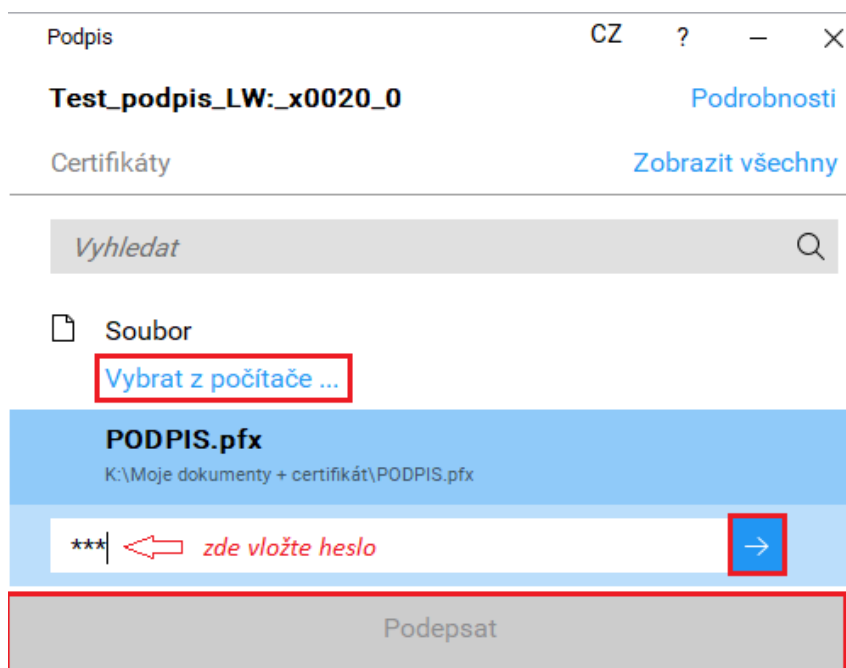 Podpis CZ ? — ×
Test_podpis_LW:_x0020_0 Podrobnosti
Certifikáty Zobrazit všechny
Vyhledat
Soubor
Vybrat z počítače ...
PODPIS.pfx
K:\Moje dokumenty + certifikát\PODPIS.pfx
*** zde vložte heslo
Podepsat